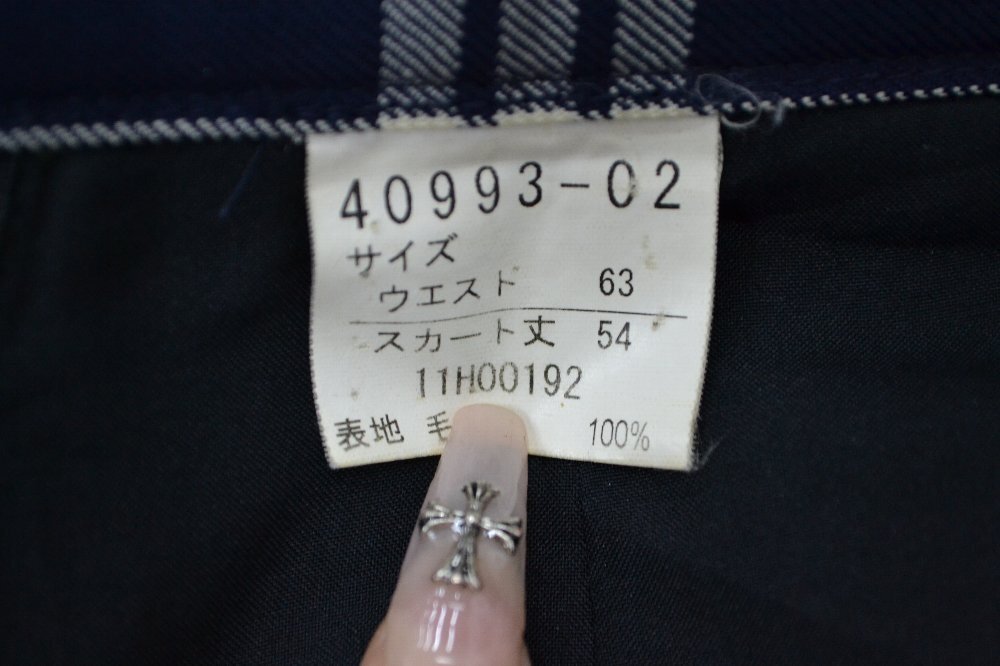 40993-02
サイズ
ウエスト 63
スカート丈 54
11H00192
表地 毛 100%